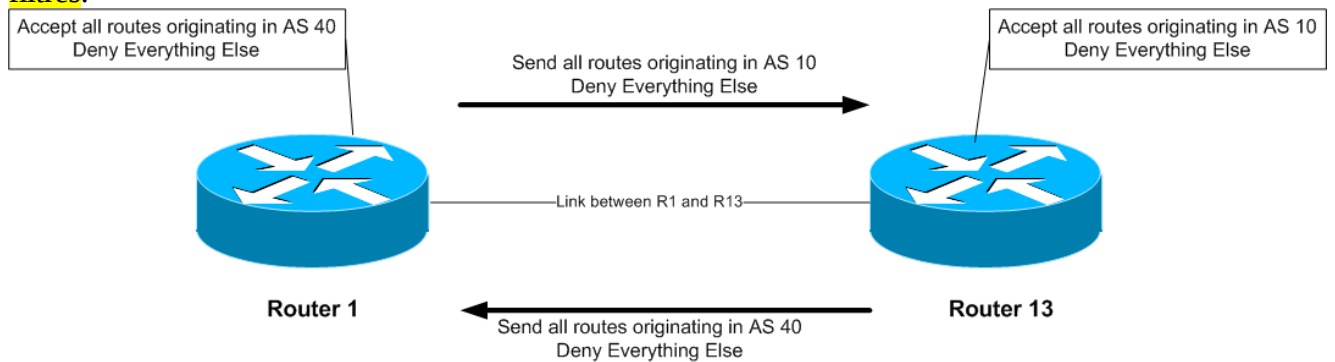 Accept all routes originating in AS 40
Deny Everything Else
Accept all routes originating in AS 10
Deny Everything Else
Send all routes originating in AS 10
Deny Everything Else
Link between R1 and R13
Router 1
Router 13
Send all routes originating in AS 40
Deny Everything Else